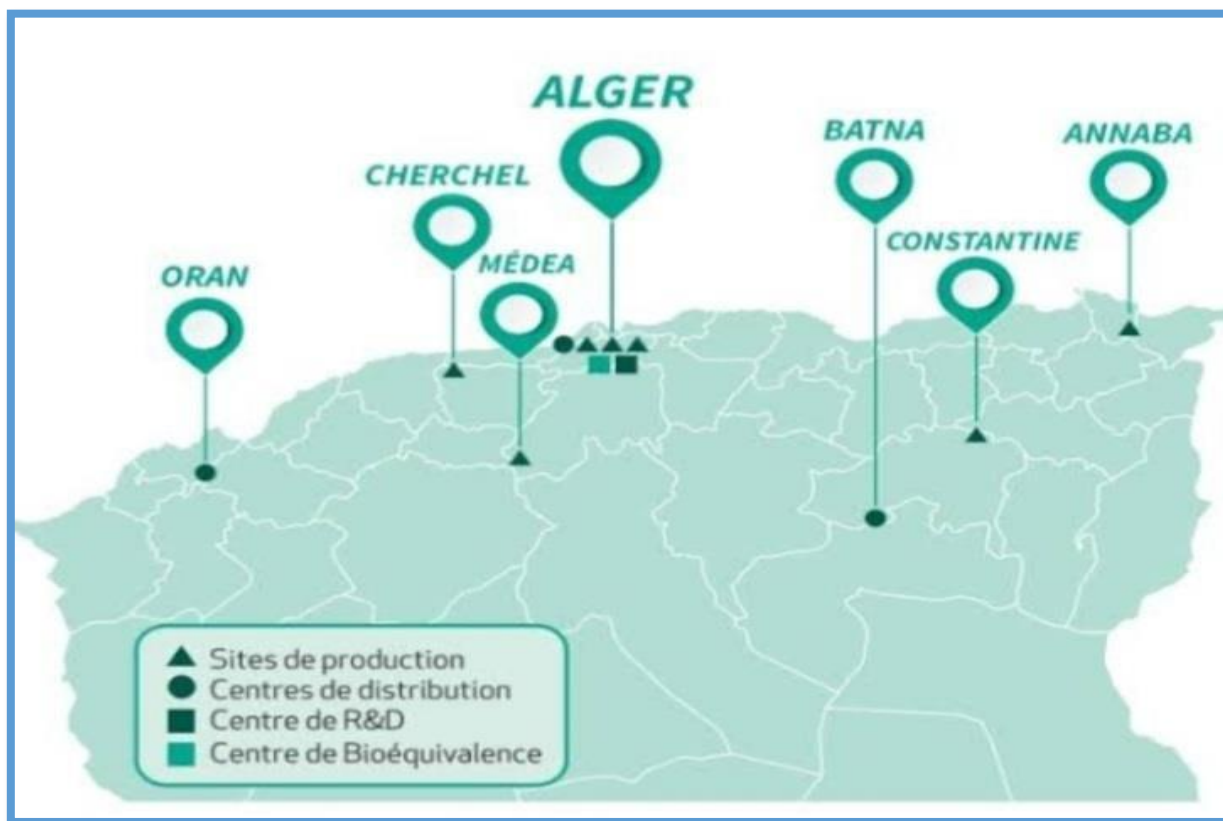 ALGER
BATNA
ANNABA
CHERCHEL
CONSTANTINE
MÉDEA
ORAN
Sites de production
Centres de distribution
Centre de R&D
Centre de Bioéquivalence